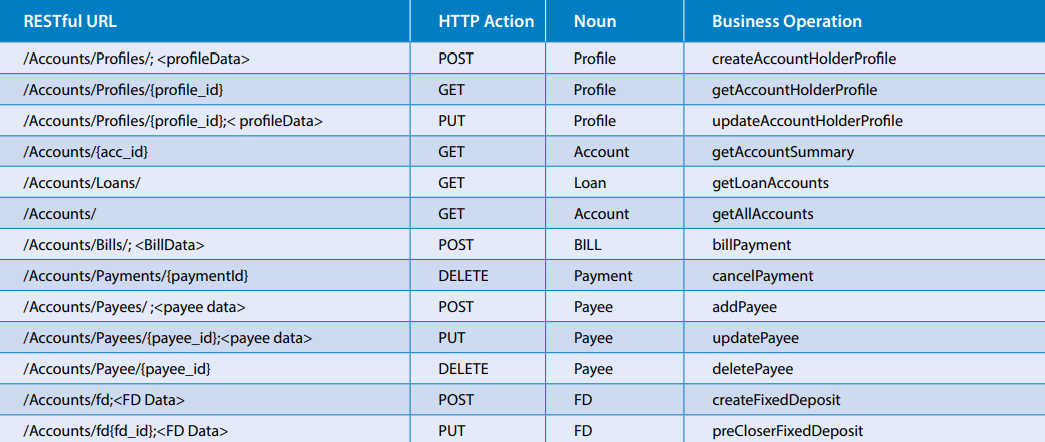 RESTful URL HTTP Action Noun Business Operation
/Accounts/Profiles/; <profileData> POST Profile createAccountHolderProfile
/Accounts/Profiles/{profile_id} GET Profile getAccountHolderProfile
/Accounts/Profiles/{profile_id};< profileData> PUT Profile updateAccountHolderProfile
/Accounts/{acc_id} GET Account getAccountSummary
/Accounts/Loans/ GET Loan getLoanAccounts
/Accounts/ GET Account getAllAccounts
/Accounts/Bills/; <BillData> POST BILL billPayment
/Accounts/Payments/{paymentId} DELETE Payment cancelPayment
/Accounts/Payees/ ;<payee data> POST Payee addPayee
/Accounts/Payees/{payee_id};<payee data> PUT Payee updatePayee
/Accounts/Payee/{payee_id} DELETE Payee deletePayee
/Accounts/fd;<FD Data> POST FD createFixedDeposit
/Accounts/fd{fd_id};<FD Data> PUT FD preCloserFixedDeposit